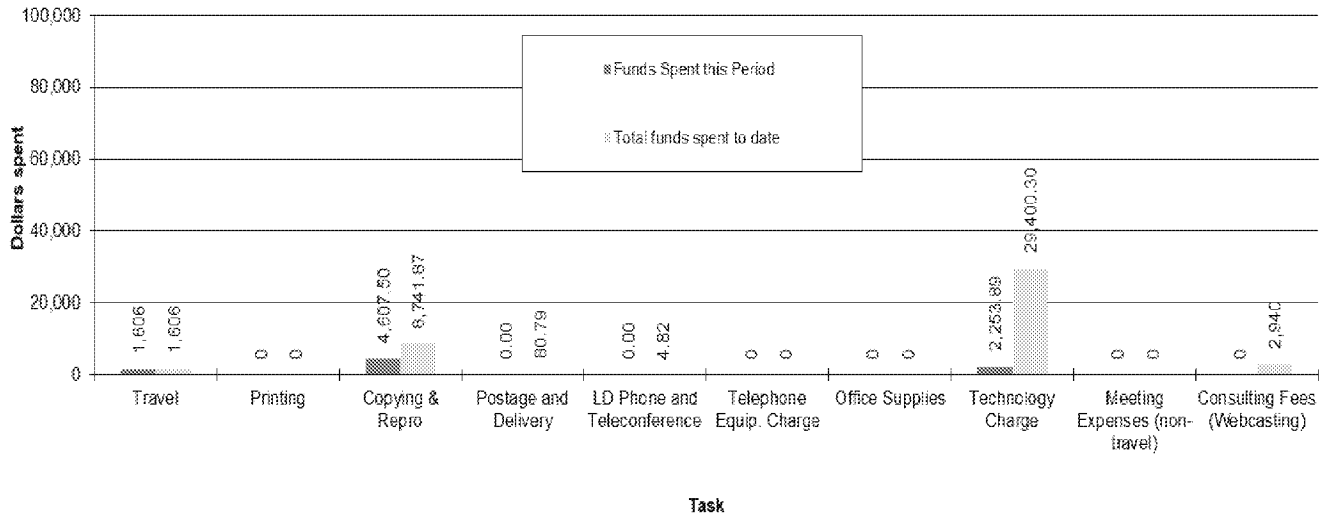 100,000
80,000
60,000
40,000
20,000
0
Dollars spent
Funds Spent this Period
Total funds spent to date
1,606
1,606
0
0
4,607.50
8,741.87
0.00
80.79
0.00
4.82
0
0
0
0
2,253.89
29,400.30
0
0
0
2,940
Travel
Printing
Copying &
Repro
Postage and
Delivery
LD Phone and
Teleconference
Telephone
Equip. Charge
Office Supplies
Technology
Charge
Meeting
Expenses (non-
travel)
Consulting Fees
(Webcasting)
Task